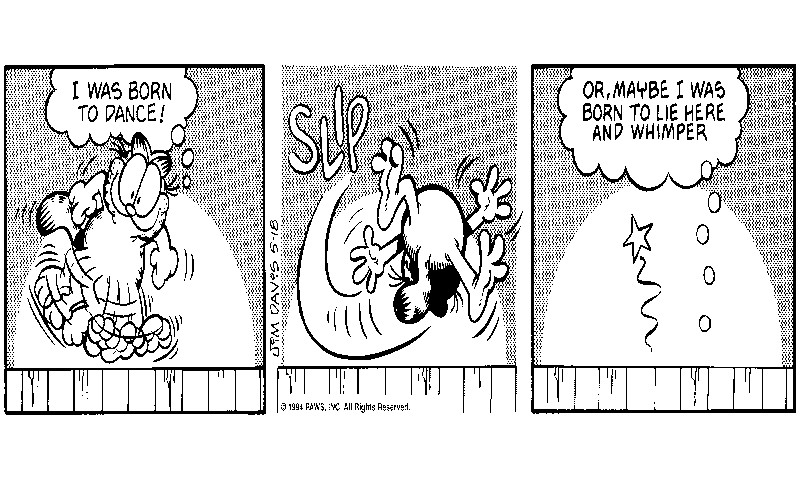 I WAS BORN
TO DANCE!
SLIP
JIM DAVIS 5-18
© 1994 PAWS, INC. All Rights Reserved.
OR, MAYBE I WAS
BORN TO LIE HERE
AND WHIMPER